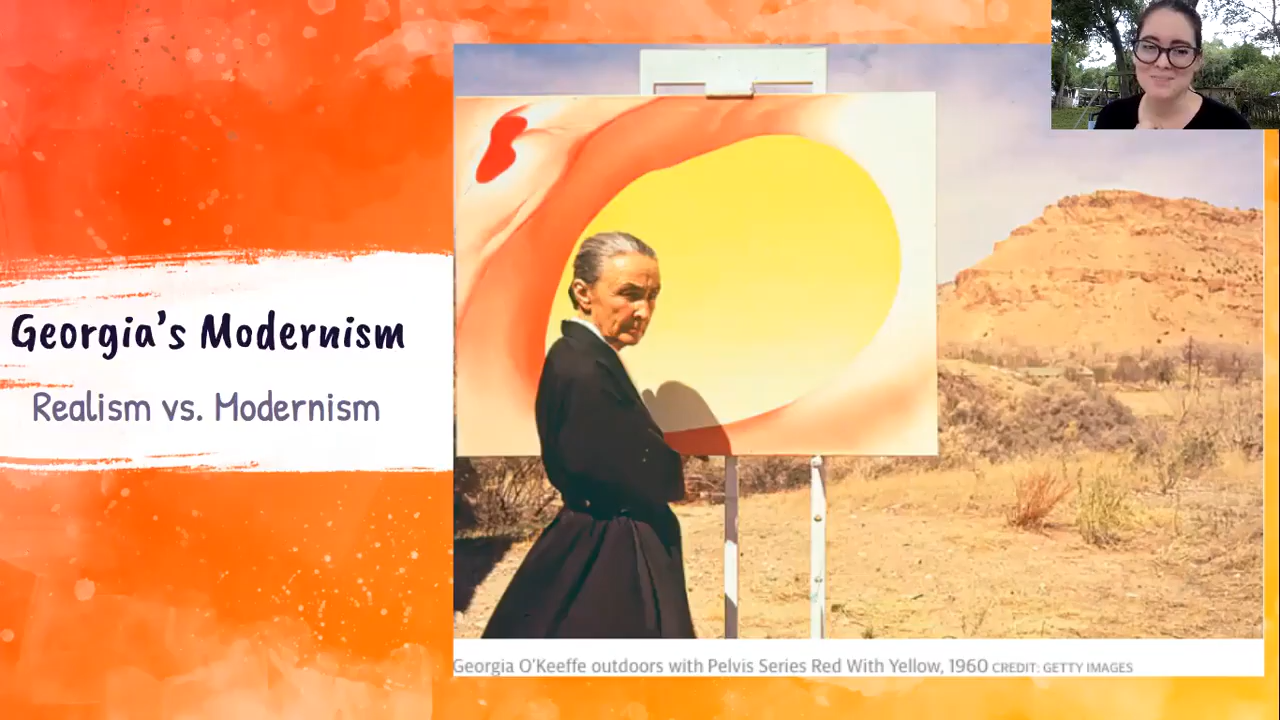 Georgia's Modernism
Realism vs. Modernism
Georgia O'Keeffe outdoors with Pelvis Series Red With Yellow, 1960 CREDIT: GETTY IMAGES